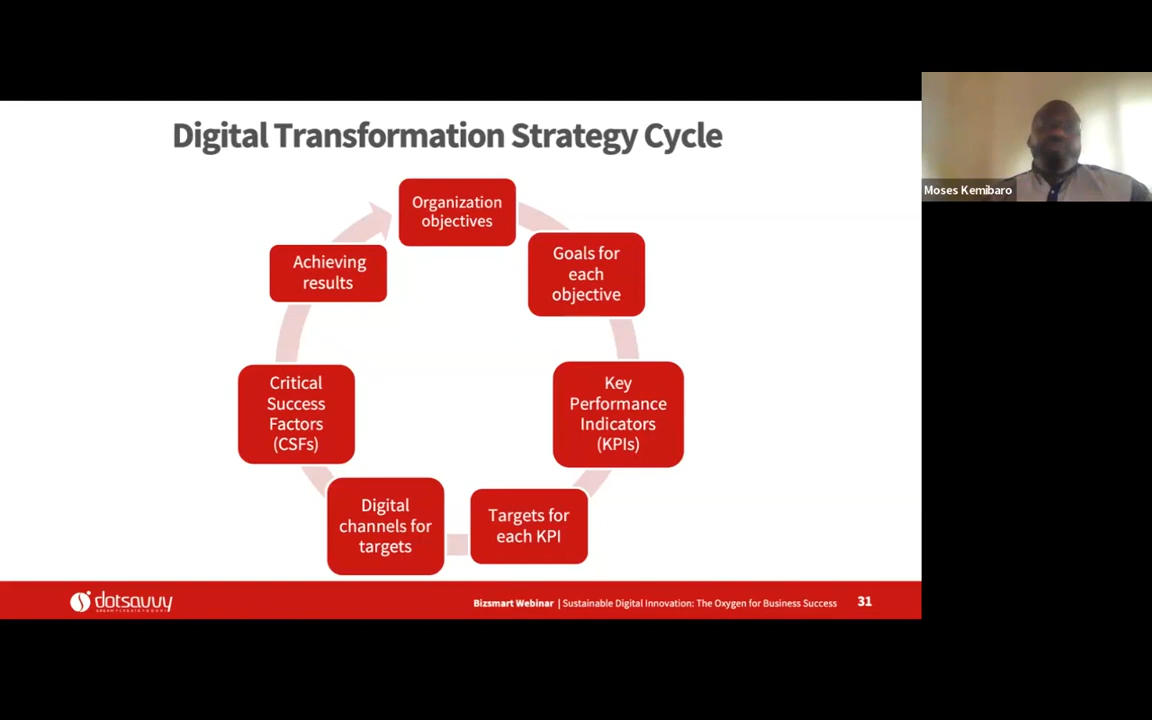 Digital Transformation Strategy Cycle
Organization
objectives
Goals for
each
objective
Key
Performance
Indicators
(KPIs)
Targets for
each KPI
Digital
channels for
targets
Critical
Success
Factors
(CSFs)
Achieving
results
Moses Kemibaro
dotsavvy
Bizsmart Webinar | Sustainable Digital Innovation: The Oxygen for Business Success
31